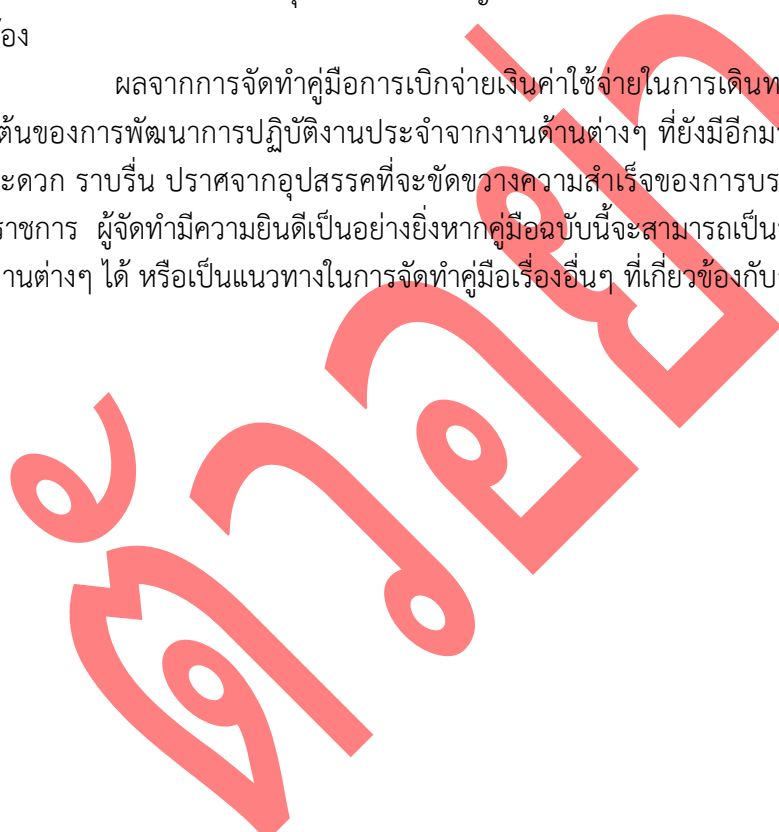 อง
ผลจากการจัดทำคู่มือการเบิกจ่ายเงินค่าใช้จ่ายในการเดินท
ต้นของการพัฒนาการปฏิบัติงานประจำจากงานด้านต่างๆ ที่ยังมีอีกมา
ะดวก ราบรื่น ปราศจากอุปสรรคที่จะขัดขวางความสำเร็จของการบร
ราชการ ผู้จัดทำมีความยินดีเป็นอย่างยิ่งหากคู่มือฉบับนี้จะสามารถเป็น
านต่างๆ ได้ หรือเป็นแนวทางในการจัดทำคู่มือเรื่องอื่นๆ ที่เกี่ยวข้องกับ
ตัวอย่า